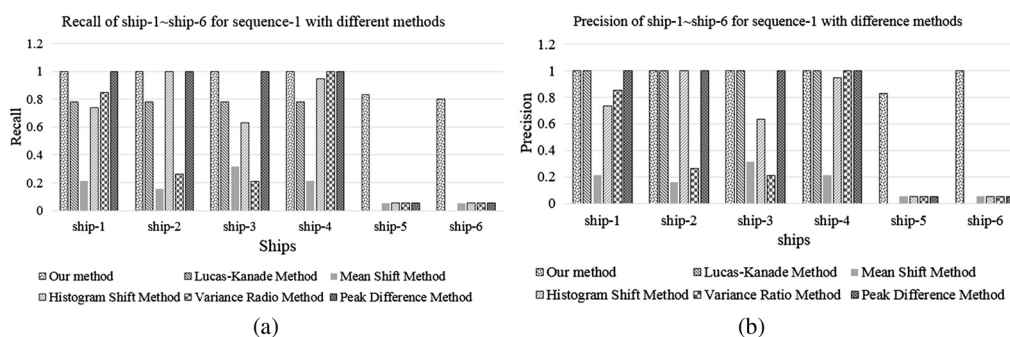 Recall of ship-1~ship-6 for sequence-1 with different methods
1.2
1
0.8
0.6
0.4
0.2
0
Recall
ship-1 ship-2 ship-3 ship-4 ship-5 ship-6
Ships
Our method Lucas-Kanade Method Mean Shift Method
Histogram Shift Method Variance Radio Method Peak Difference Method
(a)
Precision of ship-1~ship-6 for sequence-1 with difference methods
1.2
1
0.8
0.6
0.4
0.2
0
Precision
ship-1 ship-2 ship-3 ship-4 ship-5 ship-6
ships
Our method Lucas-Kanade Method Mean Shift Method
Histogram Shift Method Variance Ratio Method Peak Difference Method
(b)